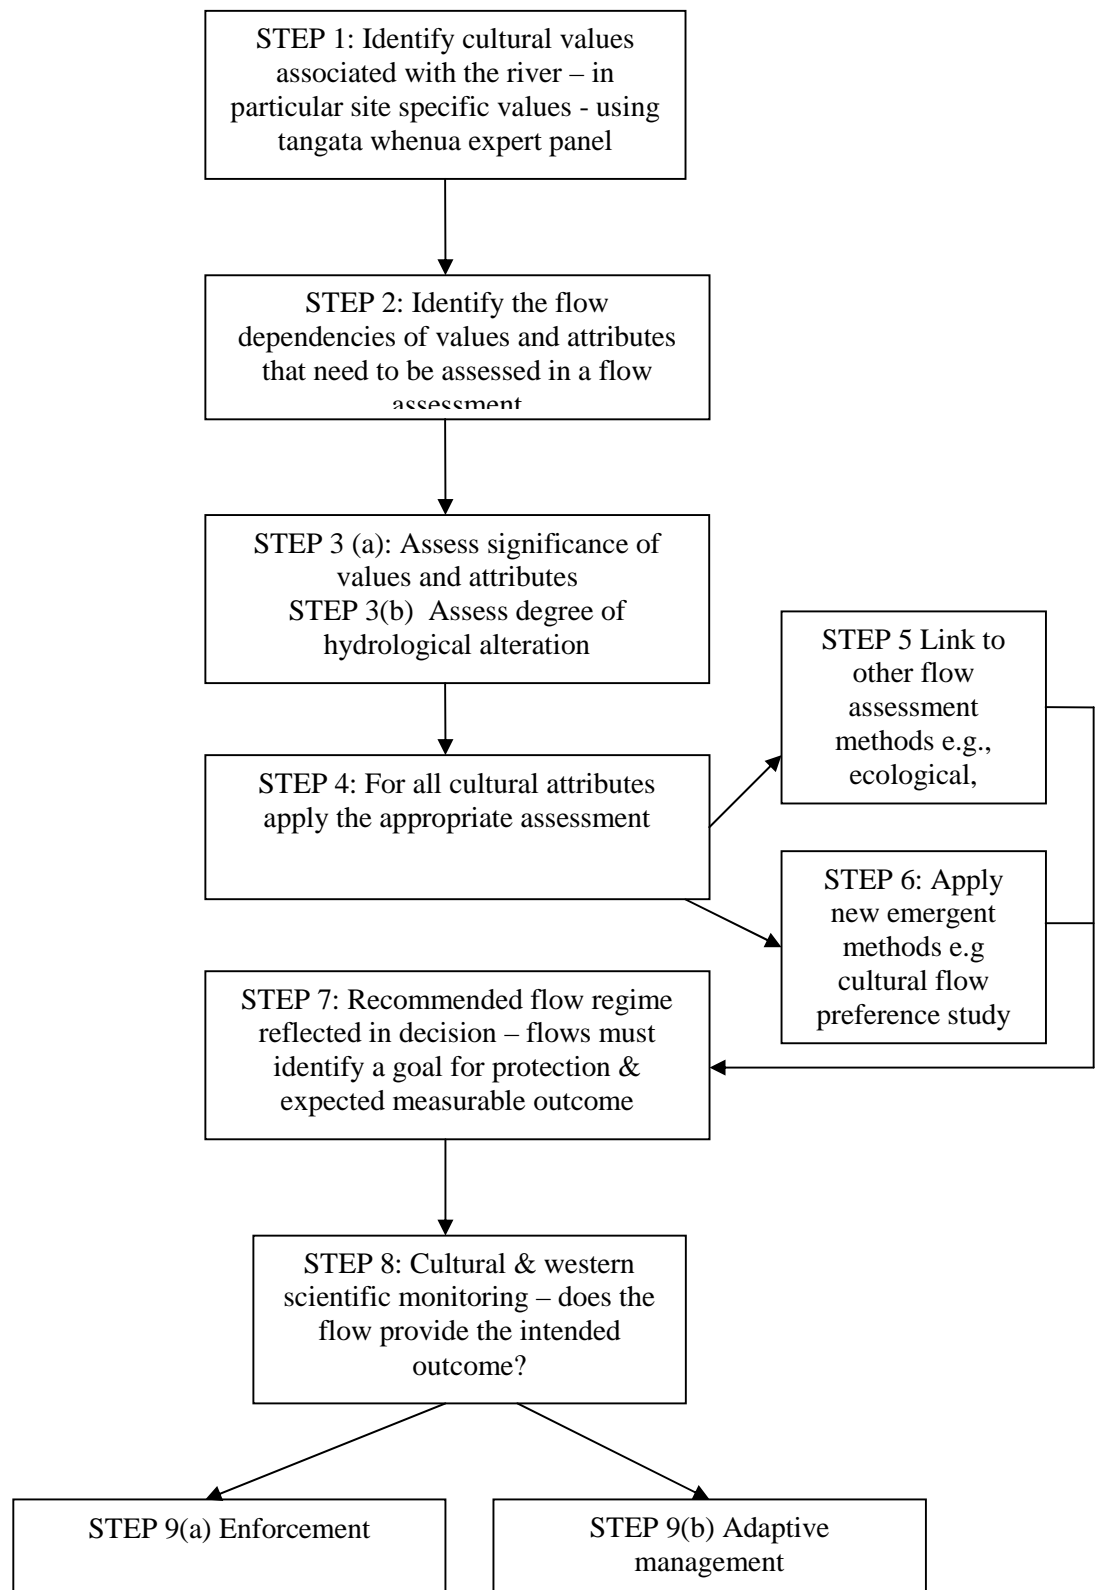 STEP 1: Identify cultural values
associated with the river – in
particular site specific values - using
tangata whenua expert panel
STEP 2: Identify the flow
dependencies of values and attributes
that need to be assessed in a flow
assessment
STEP 3 (a): Assess significance of
values and attributes
STEP 3(b)  Assess degree of
hydrological alteration
STEP 4: For all cultural attributes
apply the appropriate assessment
STEP 5 Link to
other flow
assessment
methods e.g.,
ecological,
STEP 6: Apply
new emergent
methods e.g
cultural flow
preference study
STEP 7: Recommended flow regime
reflected in decision – flows must
identify a goal for protection &
expected measurable outcome
STEP 8: Cultural & western
scientific monitoring – does the
flow provide the intended
outcome?
STEP 9(a) Enforcement
STEP 9(b) Adaptive
management